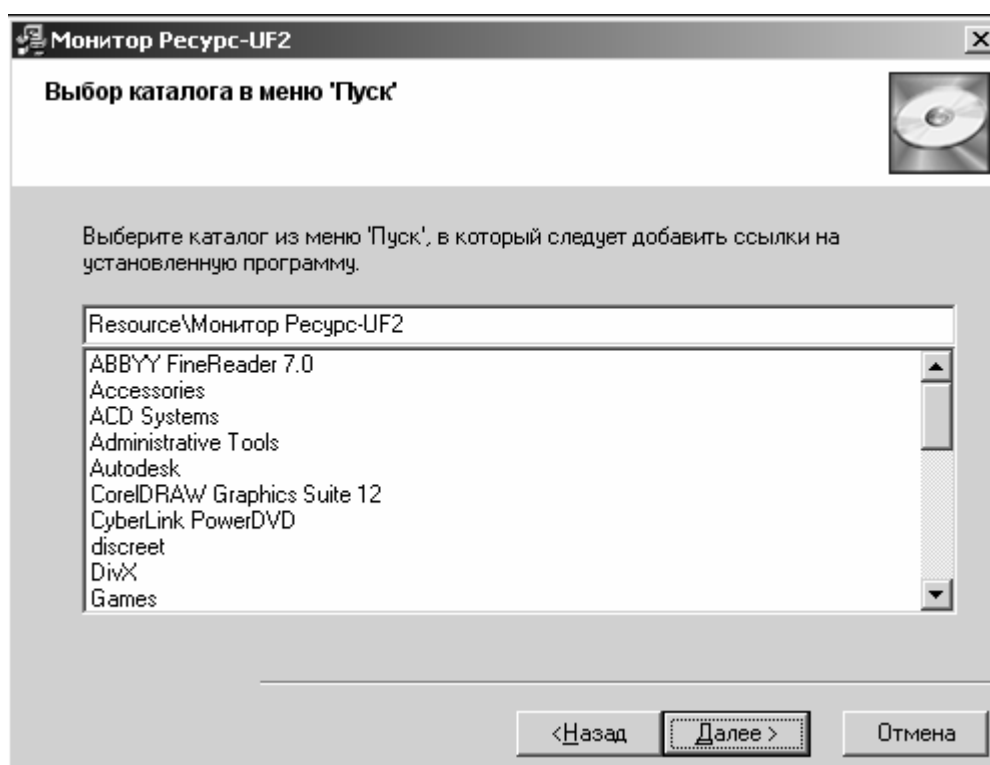 Монитор Ресурс-UF2
Выбор каталога в меню 'Пуск'
Выберите каталог из меню 'Пуск', в который следует добавить ссылки на
установленную программу.
Resource\Монитор Ресурс-UF2
ABBYY FineReader 7.0
Accessories
ACD Systems
Administrative Tools
Autodesk
CorelDRAW Graphics Suite 12
CyberLink PowerDVD
discreet
DivX
Games
<Назад
Далее >
Отмена